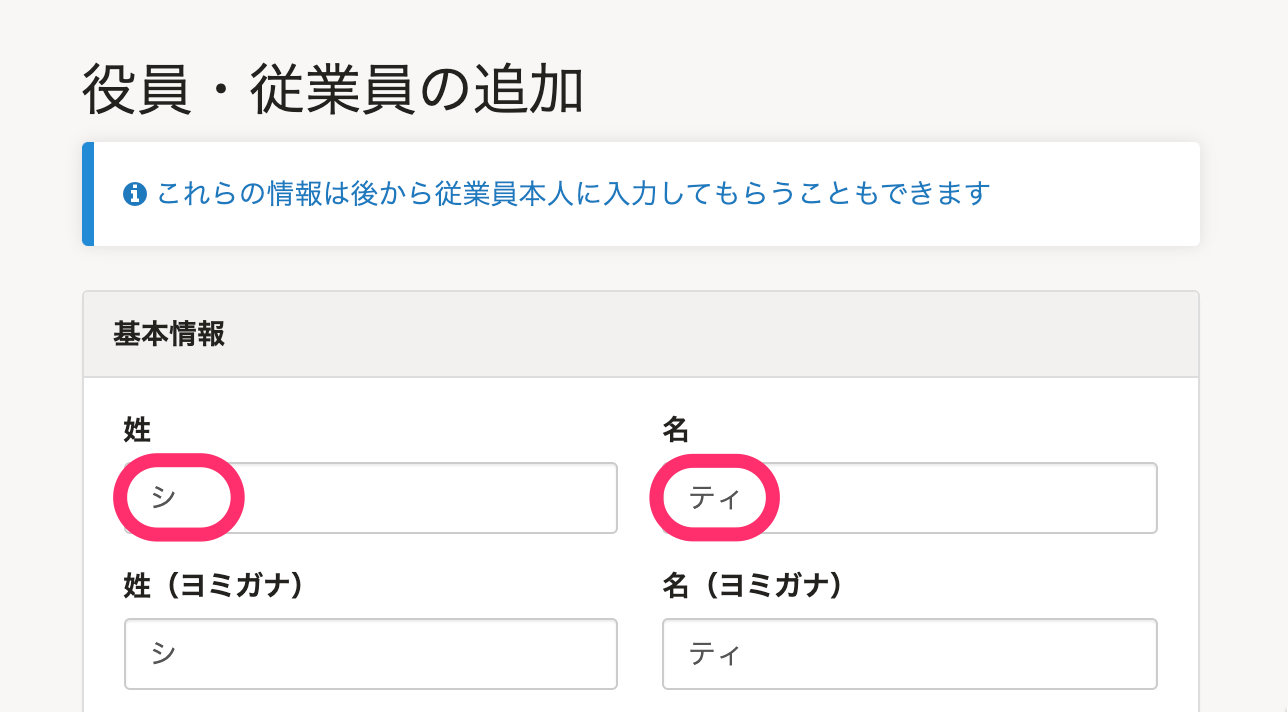 役員・従業員の追加
これらの情報は後から従業員本人に入力してもらうこともできます
基本情報
姓 名
シ ティ
姓（ヨミガナ） 名（ヨミガナ）
シ ティ